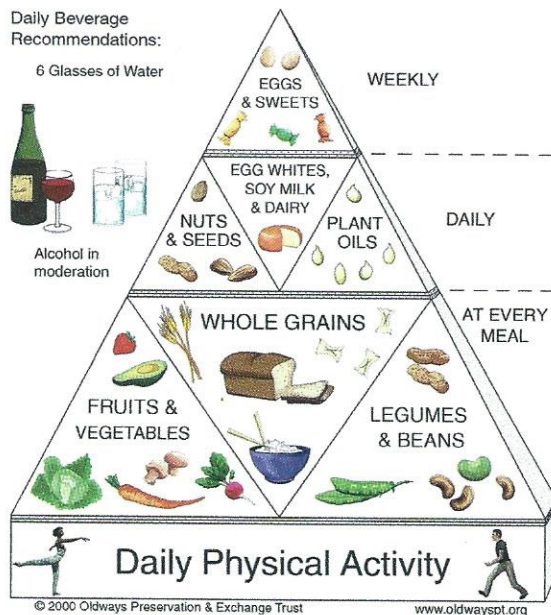 Daily Beverage
Recommendations:
6 Glasses of Water
Alcohol in
moderation
EGGS
& SWEETS
WEEKLY
EGG WHITES,
SOY MILK
& DAIRY
NUTS
& SEEDS
PLANT
OILS
DAILY
WHOLE GRAINS
AT EVERY
MEAL
FRUITS &
VEGETABLES
LEGUMES
& BEANS
Daily Physical Activity
© 2000 Oldways Preservation & Exchange Trust
www.oldwayspt.org